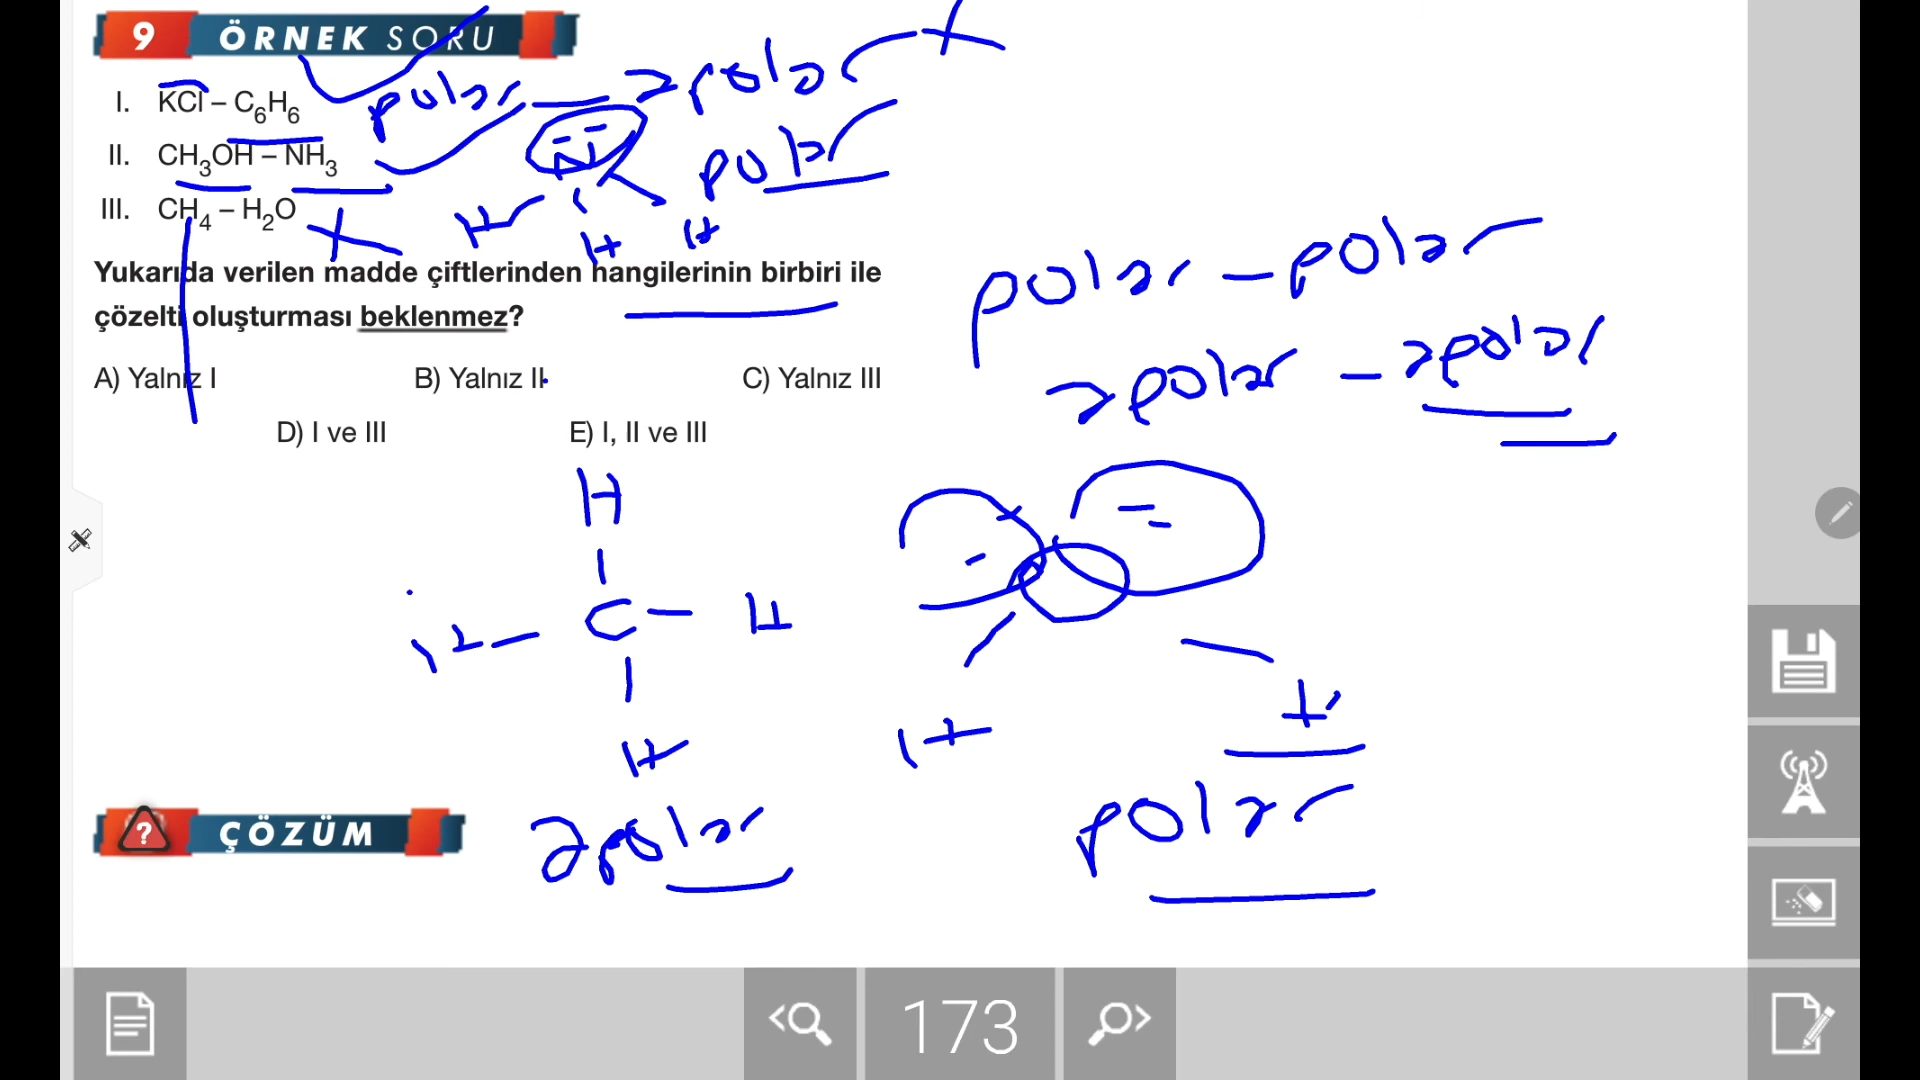 9 ÖRNEK SORU
I. KCl – C6H6
polar — apolar
II. CH3OH – NH3
N
polar
H H H
III. CH4 – H2O
Yukarıda verilen madde çiftlerinden hangilerinin birbiri ile
çözelti oluşturması beklenmez?
polar – polar
apolar – apolar
A) Yalnız I B) Yalnız II C) Yalnız III
D) I ve III E) I, II ve III
H
H – C – H
H
H
apolar
polar
? ÇÖZÜM
173